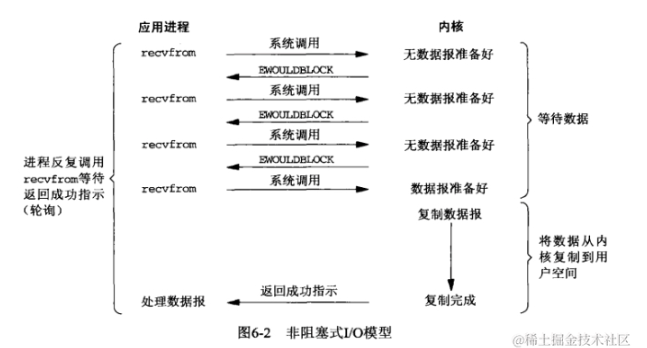 应用进程
内核
recvfrom
系统调用
无数据报准备好
EWOULDBLOCK
recvfrom
系统调用
无数据报准备好
EWOULDBLOCK
recvfrom
系统调用
无数据报准备好
EWOULDBLOCK
recvfrom
系统调用
数据报准备好
等待数据
进程反复调用
recvfrom等待
返回成功指示
（轮询）
复制数据报
将数据从内
核复制到用
户空间
处理数据报
返回成功指示
复制完成
图6-2 非阻塞式I/O模型
@稀土掘金技术社区